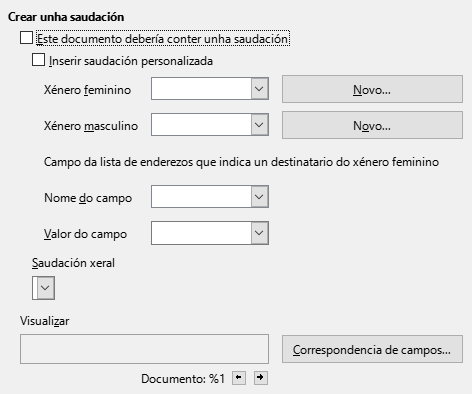 Crear unha saudación
Este documento debería conter unha saudación
Inserir saudación personalizada
Xénero feminino
Novo...
Xénero masculino
Novo...
Campo da lista de enderezos que indica un destinatario do xénero feminino
Nome do campo
Valor do campo
Saudación xeral
Visualizar
Correspondencia de campos...
Documento: %1